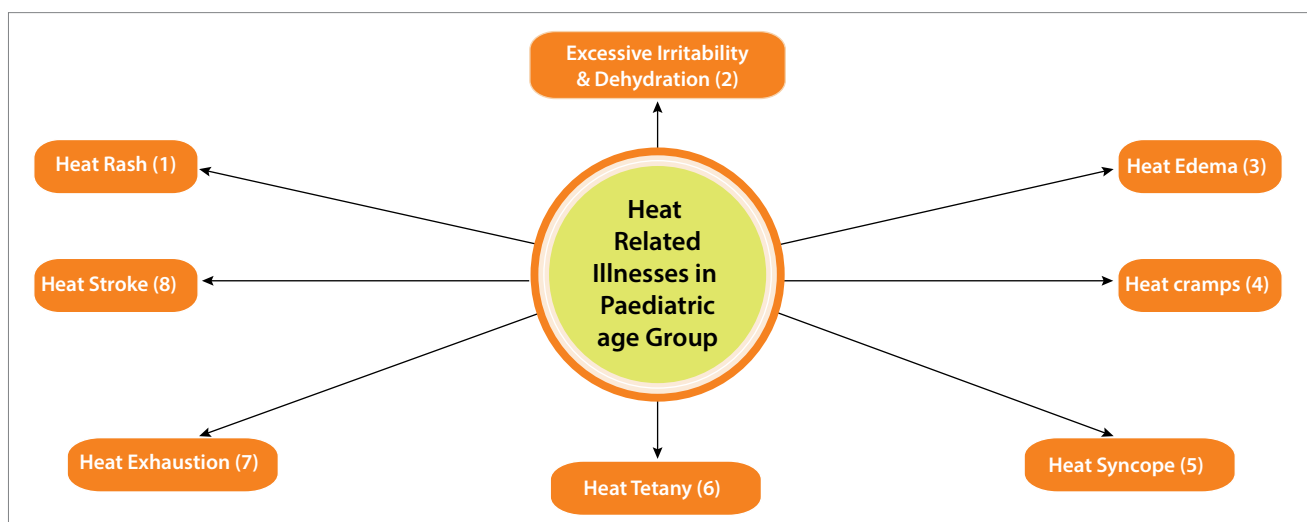 Excessive Irritability
& Dehydration (2)
Heat Rash (1)
Heat Edema (3)
Heat
Related
Illnesses in
Paediatric
age Group
Heat Stroke (8)
Heat cramps (4)
Heat Exhaustion (7)
Heat Tetany (6)
Heat Syncope (5)